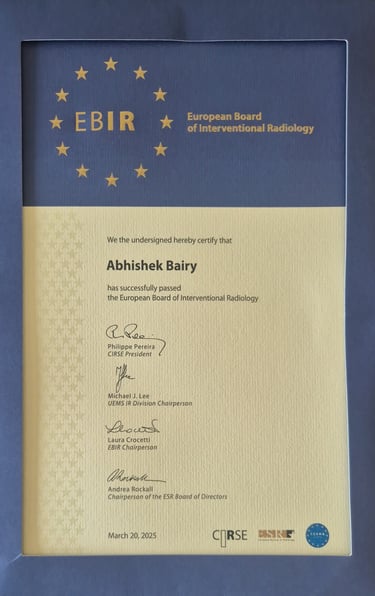 EBIR
European Board
of Interventional Radiology
We the undersigned hereby certify that
Abhishek Bairy
has successfully passed
the European Board of Interventional Radiology
Philippe Pereira
CIRSE President
Michael J. Lee
UEMS IR Division Chairperson
Laura Crocetti
EBIR Chairperson
Andrea Rockall
Chairperson of the ESR Board of Directors
March 20, 2025
CIRSE